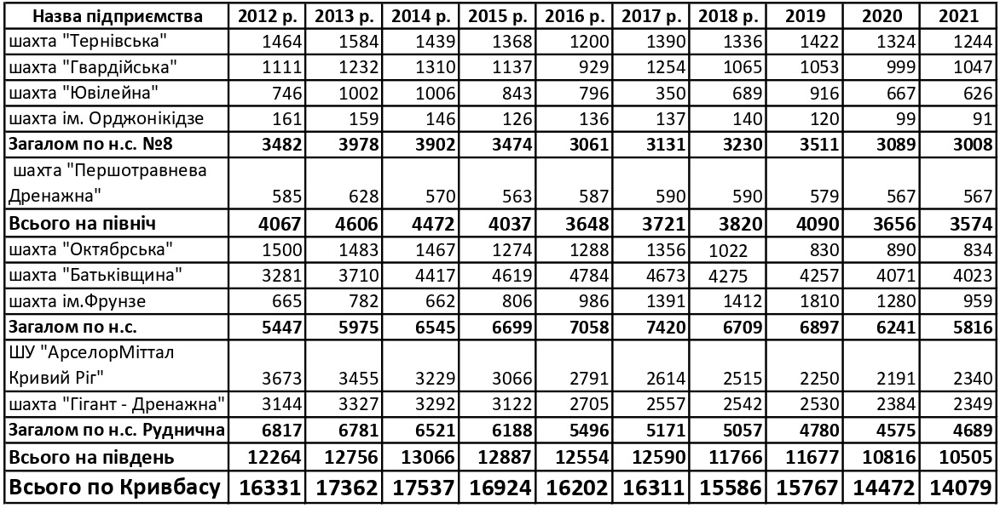 Назва підприємства 2012 р. 2013 р. 2014 р. 2015 р. 2016 р. 2017 р. 2018 р. 2019 2020 2021
шахта "Тернівська" 1464 1584 1439 1368 1200 1390 1336 1422 1324 1244
шахта "Гвардійська" 1111 1232 1310 1137 929 1254 1065 1053 999 1047
шахта "Ювілейна" 746 1002 1006 843 796 350 689 916 667 626
шахта ім. Орджонікідзе 161 159 146 126 136 137 140 120 99 91
Загалом по н.с. №8 3482 3978 3902 3474 3061 3131 3230 3511 3089 3008
шахта "Першотравнева
Дренажна" 585 628 570 563 587 590 590 579 567 567
Всього на північ 4067 4606 4472 4037 3648 3721 3820 4090 3656 3574
шахта "Октябрська" 1500 1483 1467 1274 1288 1356 1022 830 890 834
шахта "Батьківщина" 3281 3710 4417 4619 4784 4673 4275 4257 4071 4023
шахта ім.Фрунзе 665 782 662 806 986 1391 1412 1810 1280 959
Загалом по н.с. 5447 5975 6545 6699 7058 7420 6709 6897 6241 5816
ШУ "АрселорМіттал
Кривий Ріг" 3673 3455 3229 3066 2791 2614 2515 2250 2191 2340
шахта "Гігант - Дренажна" 3144 3327 3292 3122 2705 2557 2542 2530 2384 2349
Загалом по н.с. Руднична 6817 6781 6521 6188 5496 5171 5057 4780 4575 4689
Всього на південь 12264 12756 13066 12887 12554 12590 11766 11677 10816 10505
Всього по Кривбасу 16331 17362 17537 16924 16202 16311 15586 15767 14472 14079